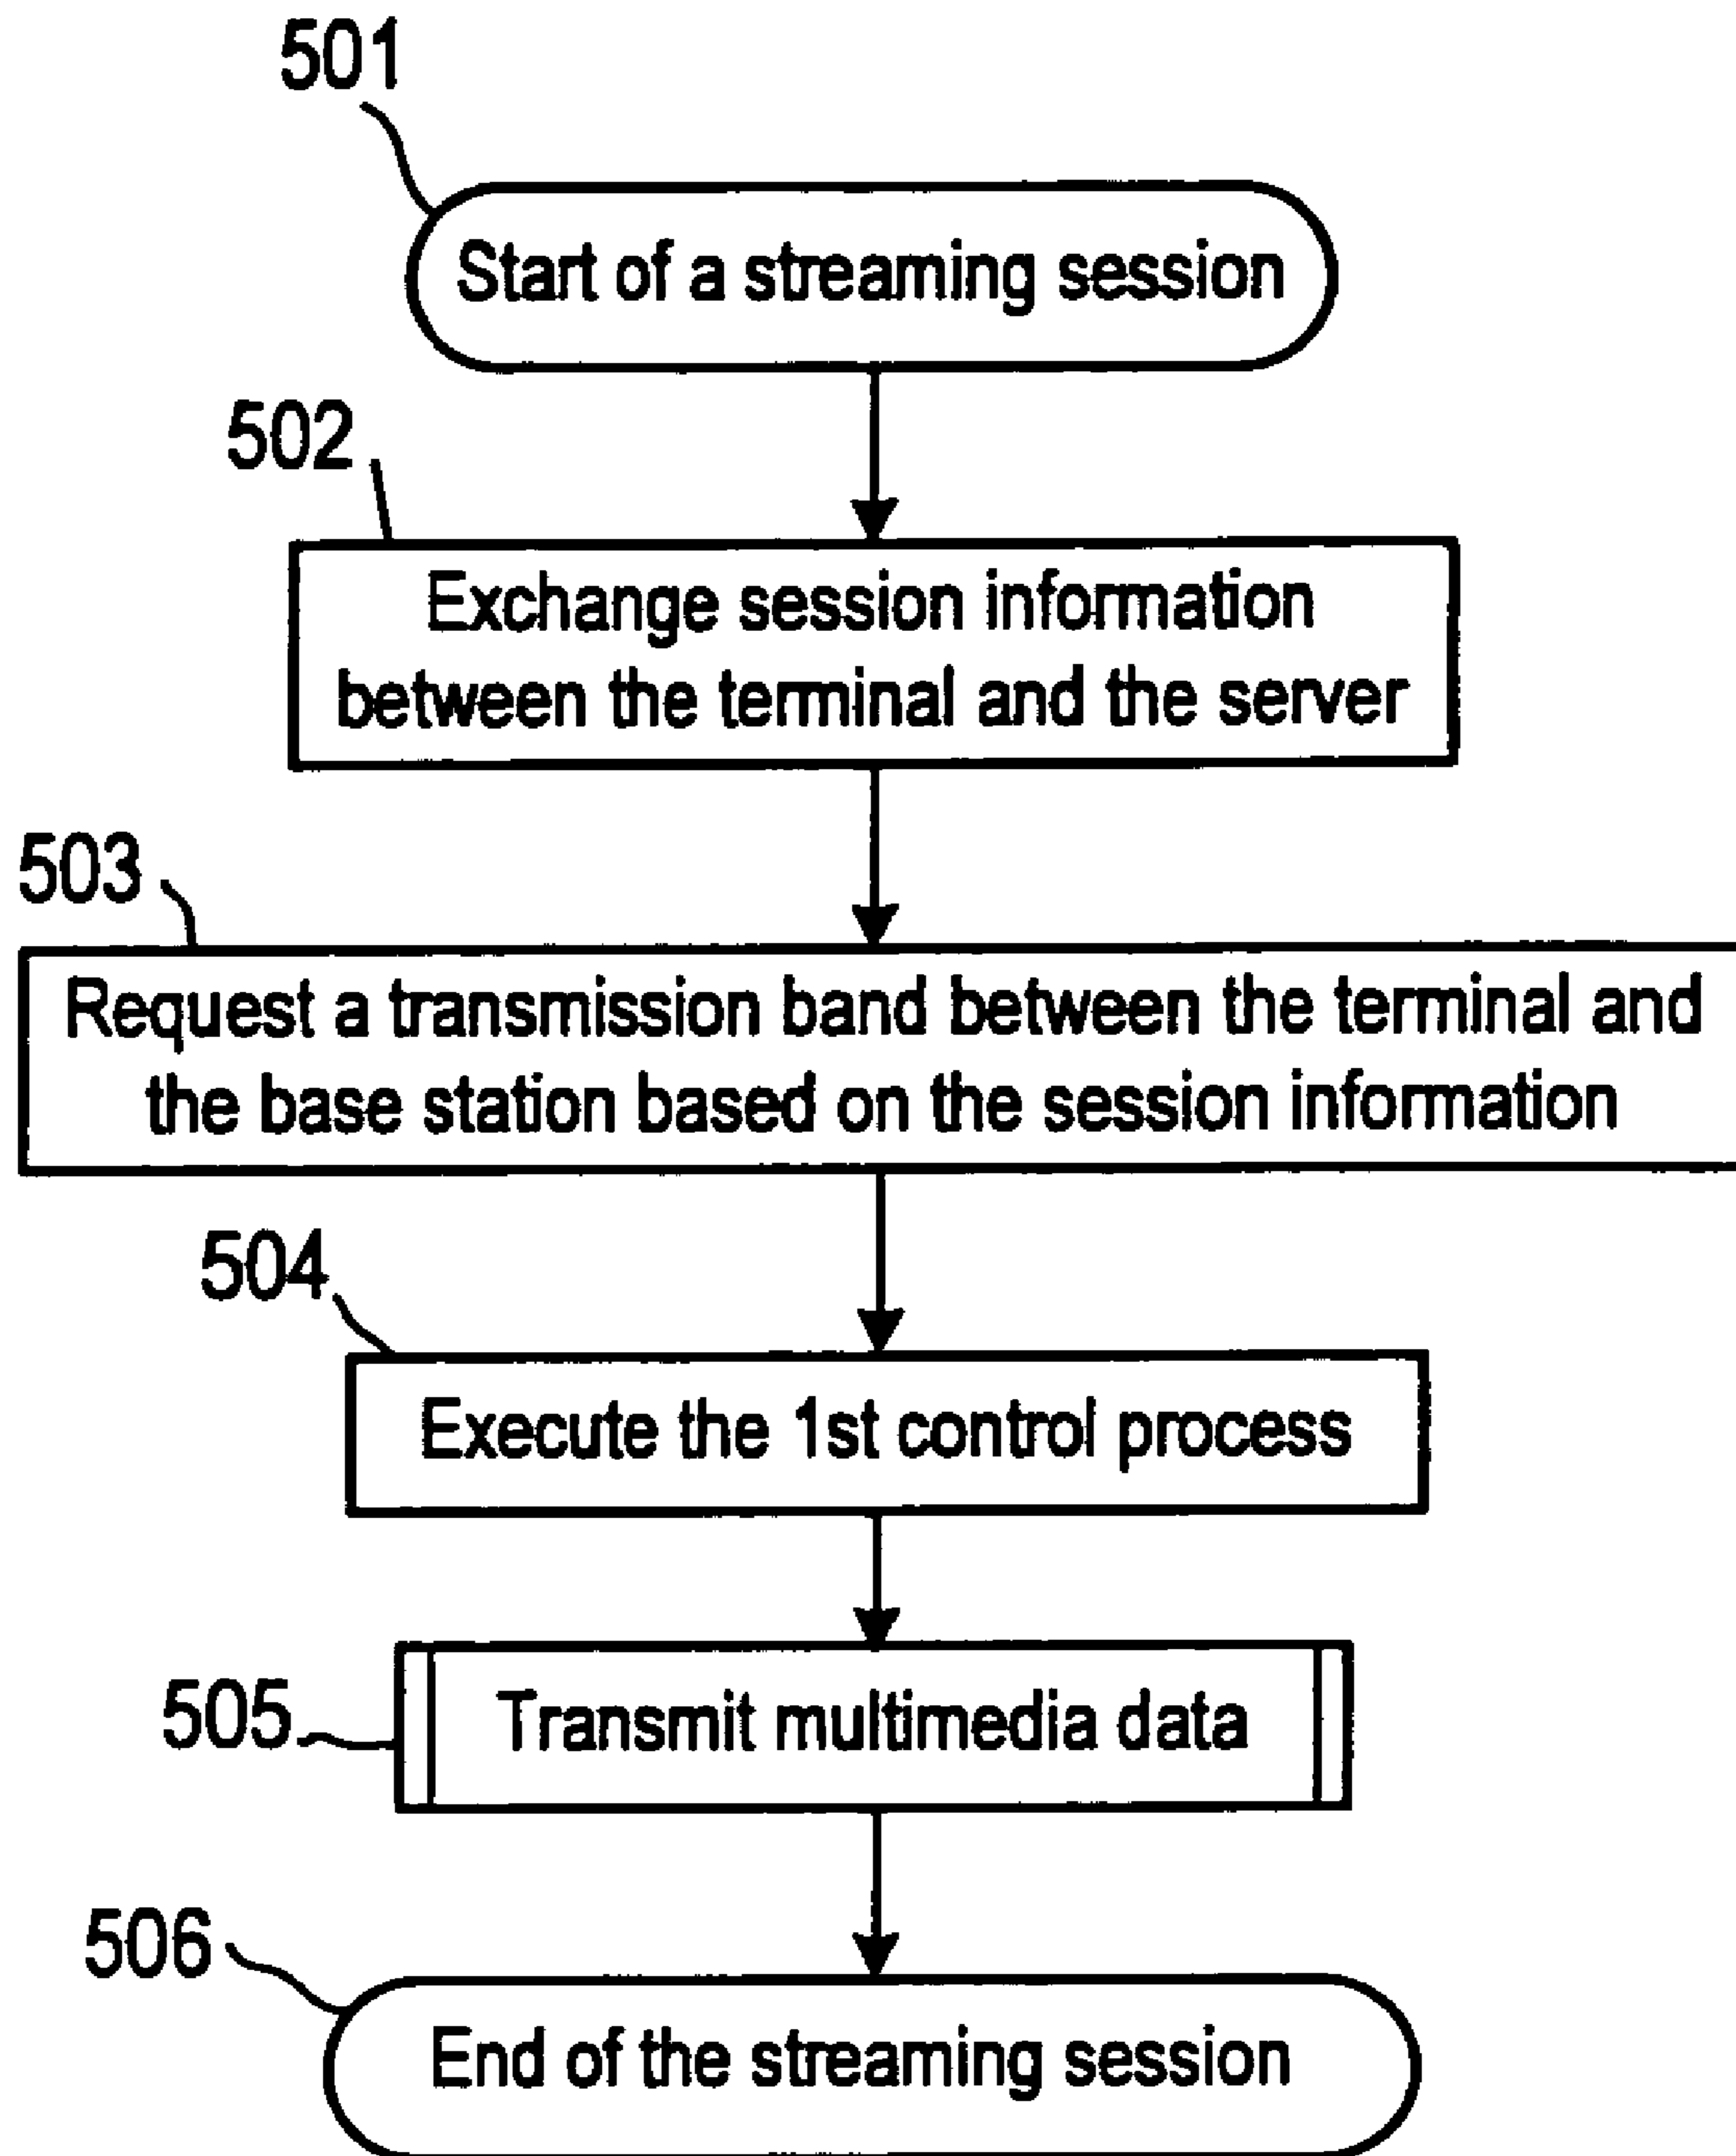 501
Start of a streaming session
502
Exchange session information
between the terminal and the server
503
Request a transmission band between the terminal and
the base station based on the session information
504
Execute the 1st control process
505
Transmit multimedia data
506
End of the streaming session